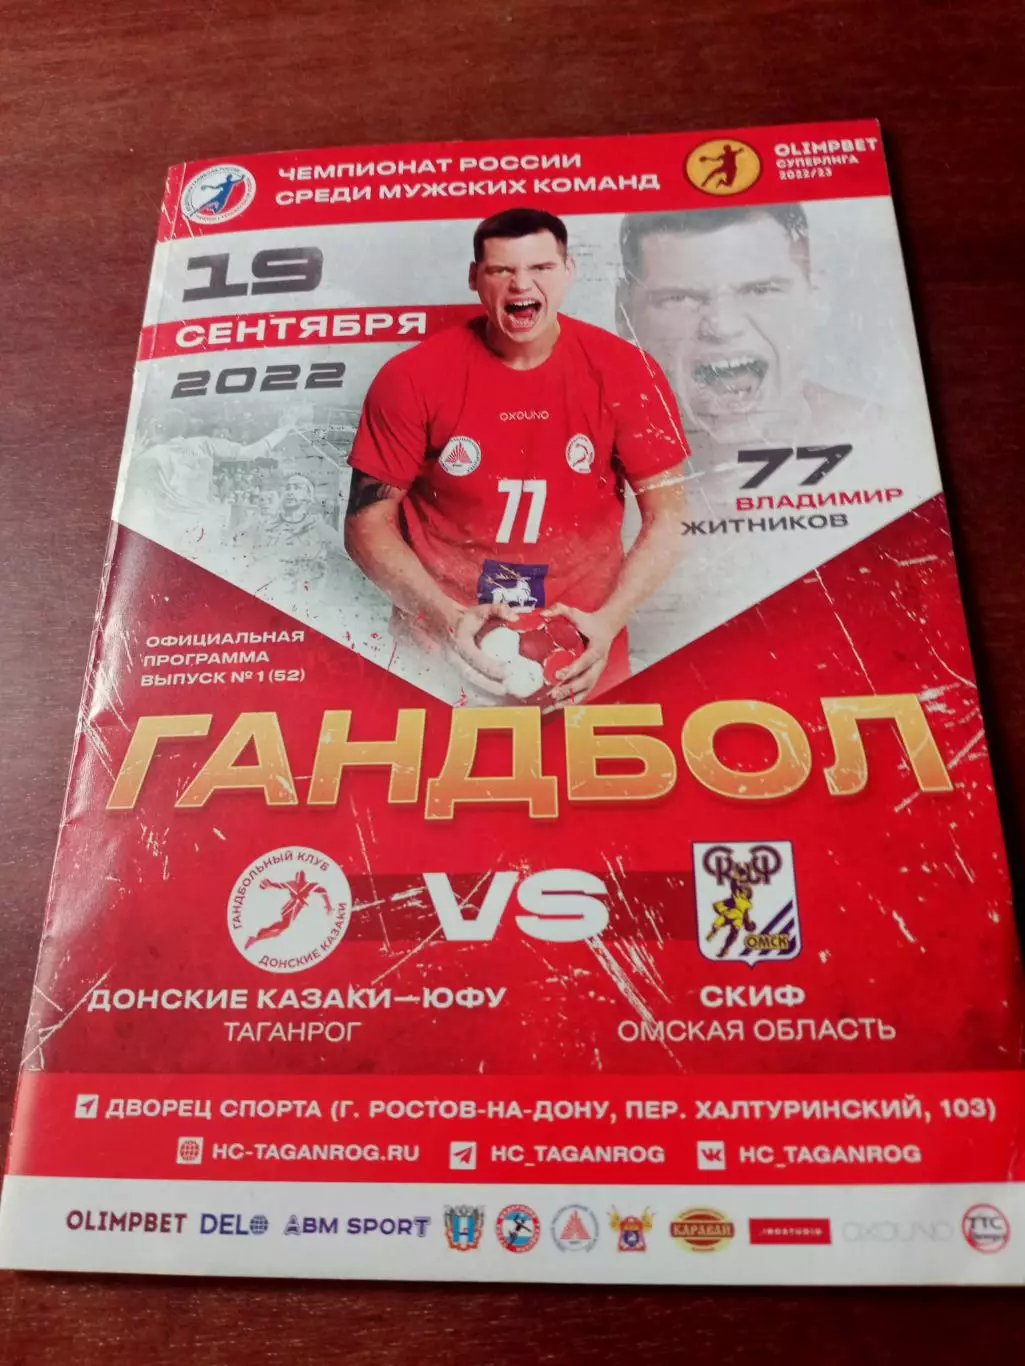 ЧЕМПИОНАТ РОССИИ
СРЕДИ МУЖСКИХ КОМАНД
OLIMPBET
СУПЕРЛИГА
2022/23
19
СЕНТЯБРЯ
2022
OXOUNO
77
77
ВЛАДИМИР
ЖИТНИКОВ
ОФИЦИАЛЬНАЯ
ПРОГРАММА
ВЫПУСК №1 (52)
ГАНДБОЛ
ГАНДБОЛЬНЫЙ КЛУБ
ДОНСКИЕ КАЗАКИ
VS
ОМСК
ДОНСКИЕ КАЗАКИ—ЮФУ
ТАГАНРОГ
СКИФ
ОМСКАЯ ОБЛАСТЬ
ДВОРЕЦ СПОРТА (Г. РОСТОВ-НА-ДОНУ, ПЕР. ХАЛТУРИНСКИЙ, 103)
HC-TAGANROG.RU
HC_TAGANROG
HC_TAGANROG
OLIMPBET
DELO
ABM SPORT
КАРАВАЙ
OXOUNO
ТТС